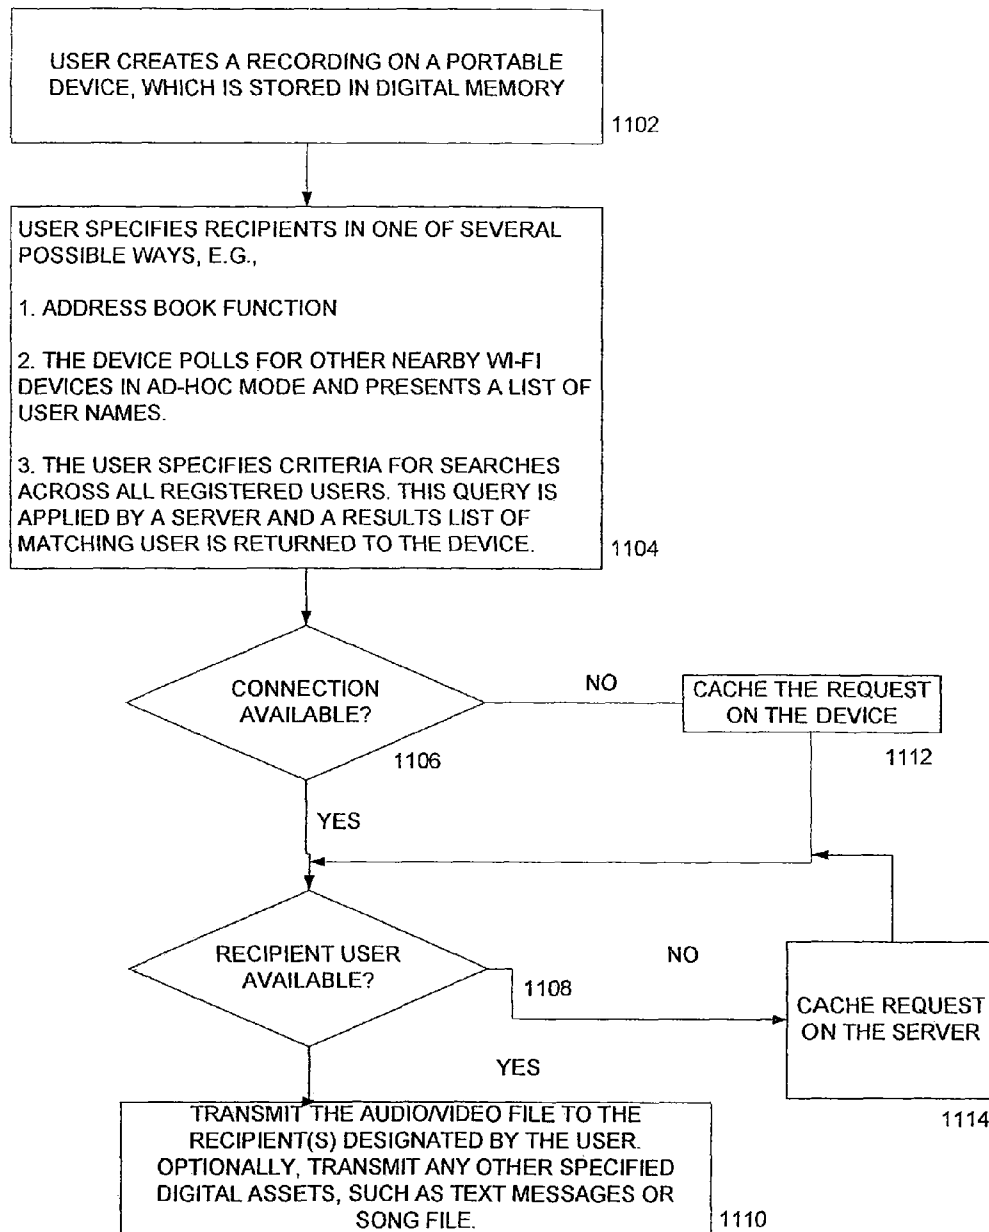 USER CREATES A RECORDING ON A PORTABLE
DEVICE, WHICH IS STORED IN DIGITAL MEMORY
1102
USER SPECIFIES RECIPIENTS IN ONE OF SEVERAL
POSSIBLE WAYS, E.G.,
1. ADDRESS BOOK FUNCTION
2. THE DEVICE POLLS FOR OTHER NEARBY WI-FI
DEVICES IN AD-HOC MODE AND PRESENTS A LIST OF
USER NAMES.
3. THE USER SPECIFIES CRITERIA FOR SEARCHES
ACROSS ALL REGISTERED USERS. THIS QUERY IS
APPLIED BY A SERVER AND A RESULTS LIST OF
MATCHING USER IS RETURNED TO THE DEVICE.
1104
CONNECTION
AVAILABLE?
1106
NO
CACHE THE REQUEST
ON THE DEVICE
1112
YES
RECIPIENT USER
AVAILABLE?
1108
NO
CACHE REQUEST
ON THE SERVER
1114
YES
TRANSMIT THE AUDIO/VIDEO FILE TO THE
RECIPIENT(S) DESIGNATED BY THE USER.
OPTIONALLY, TRANSMIT ANY OTHER SPECIFIED
DIGITAL ASSETS, SUCH AS TEXT MESSAGES OR
SONG FILE.
1110